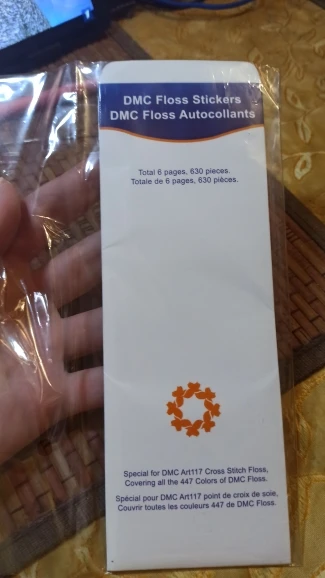 DMC Floss Stickers
DMC Floss Autocollants
Total 6 pages, 630 pieces.
Totale de 6 pages, 630 pièces.
Special for DMC Art117 Cross Stitch Floss,
Covering all the 447 Colors of DMC Floss.
Spécial pour DMC Art117 point de croix de soie,
Couvrir toutes les couleurs 447 de DMC Floss.